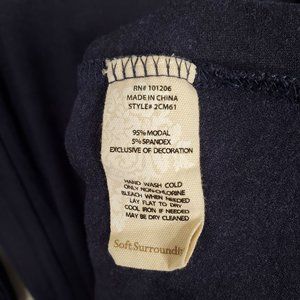 RN# 101206
MADE IN CHINA
STYLE# 2CM61
95% MODAL
5% SPANDEX
EXCLUSIVE OF DECORATION
HAND WASH COLD
ONLY NON-CHLORINE
BLEACH WHEN NEEDED
LAY FLAT TO DRY
COOL IRON IF NEEDED
MAY BE DRY CLEANED
Soft Surroundin